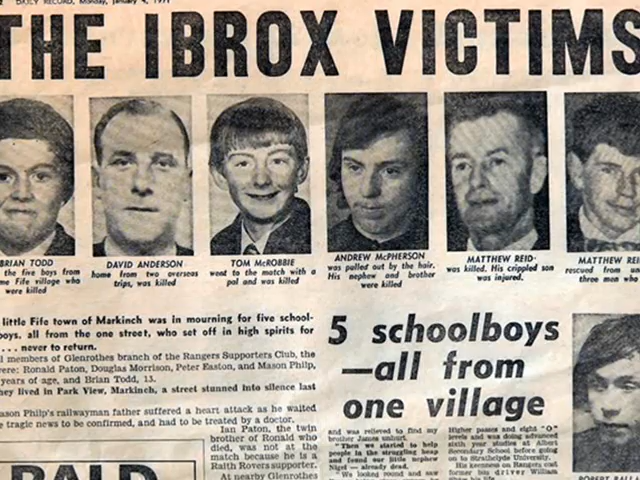 DAILY RECORD, Monday, January 4, 1971
THE IBROX VICTIMS
BRIAN TODD
the five boys from
me Fife village who
were killed
DAVID ANDERSON
home from two overseas
trips, was killed
TOM McROBBIE
went to the match with a
pal and was killed
ANDREW McPHERSON
was pulled out by the hair.
His nephew and brother
were killed
MATTHEW REID
was killed. His crippled son
was injured.
MATTHEW REI
rescued from un
three men who
little Fife town of Markinch was in mourning for five school-
boys, all from the one street, who set off in high spirits for
. . . never to return.
l members of Glenrothes branch of the Rangers Supporters Club, the
were: Ronald Paton, Douglas Morrison, Peter Easton, and Mason Philp,
years of age, and Brian Todd, 13.
hey lived in Park View, Markinch, a street stunned into silence last
ason Philp's railwayman father suffered a heart attack as he waited
e tragic news to be confirmed, and had to be treated by a doctor.
Ian Paton, the twin
brother of Ronald who
died, was not at the
match because he is a
Raith Rovers supporter.
At nearby Glenrothes
RALD
5 schoolboys
—all from
one village
and was relieved to find my
brother James unhurt.
"Then we started to help
people in the struggling heap
and found our little nephew
Nigel — already dead.
"We looked round and saw
Higher passes and eight "O"
levels and was doing advanced
sixth year studies at Allan
Secondary School before going
on to Strathclyde University.
His keenness on Rangers cost
former bus driver William
his life.
ROBERT